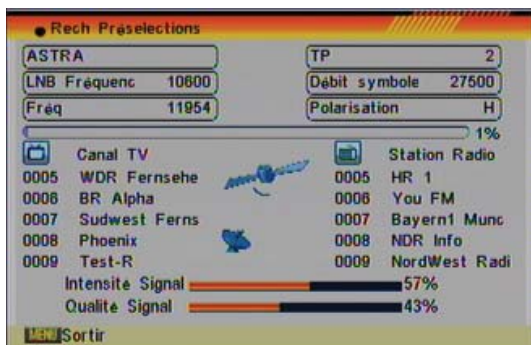 Rech Préselections
ASTRA
TP 2
LNB Fréquenc 10600
Débit symbole 27500
Fréq 11954
Polarisation H
1%
Canal TV
Station Radio
0005 WDR Fernsehe
0005 HR 1
0006 BR Alpha
0006 You FM
0007 Sudwest Ferns
0007 Bayern1 Munc
0008 Phoenix
0008 NDR Info
0009 Test-R
0009 NordWest Radi
Intensité Signal 57%
Qualité Signal 43%
MENU Sortir